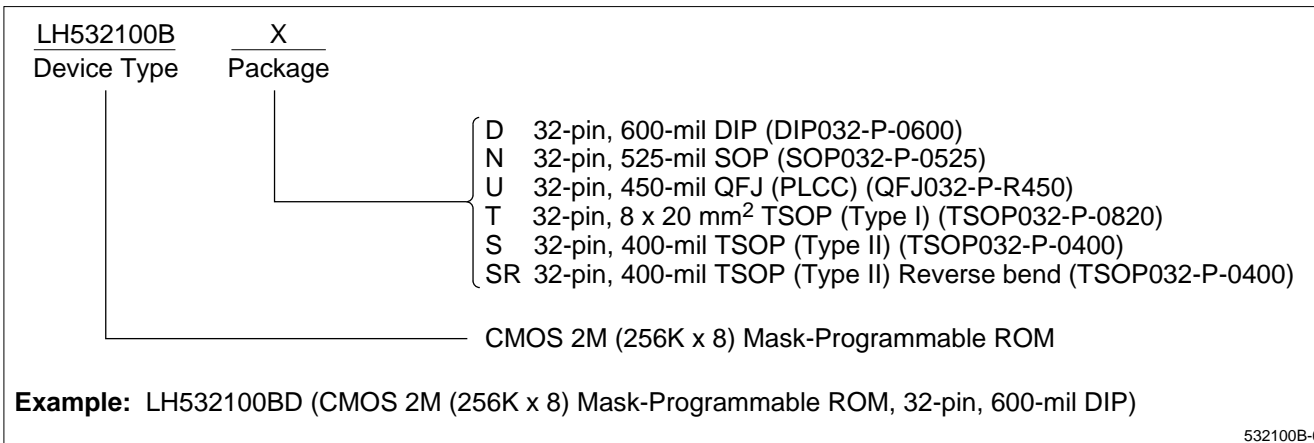 LH532100B X
Device Type Package
D 32-pin, 600-mil DIP (DIP032-P-0600)
N 32-pin, 525-mil SOP (SOP032-P-0525)
U 32-pin, 450-mil QFJ (PLCC) (QFJ032-P-R450)
T 32-pin, 8 x 20 mm² TSOP (Type I) (TSOP032-P-0820)
S 32-pin, 400-mil TSOP (Type II) (TSOP032-P-0400)
SR 32-pin, 400-mil TSOP (Type II) Reverse bend (TSOP032-P-0400)
CMOS 2M (256K x 8) Mask-Programmable ROM
Example: LH532100BD (CMOS 2M (256K x 8) Mask-Programmable ROM, 32-pin, 600-mil DIP)
532100B-